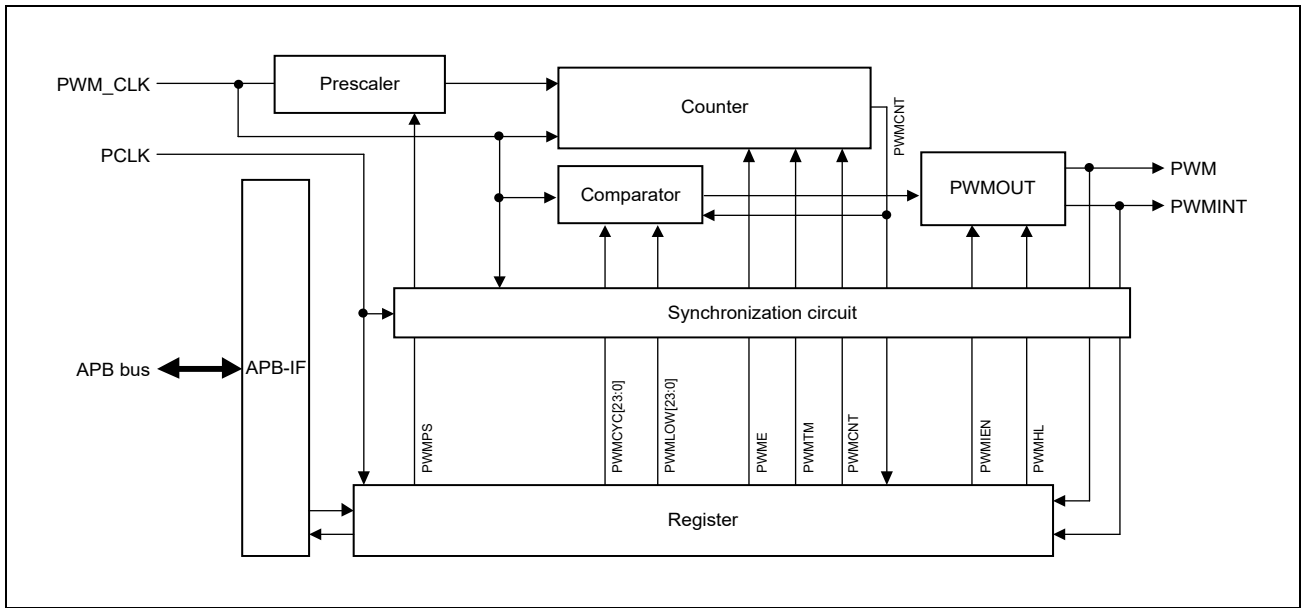 PWM_CLK
Prescaler
Counter
PWMCNT
PCLK
Comparator
PWMOUT
PWM
PWMINT
Synchronization circuit
APB bus
APB-IF
PWMPS
PWMCYC[23:0]
PWMLOW[23:0]
PWME
PWMTM
PWMCNT
PWMIEN
PWMHL
Register